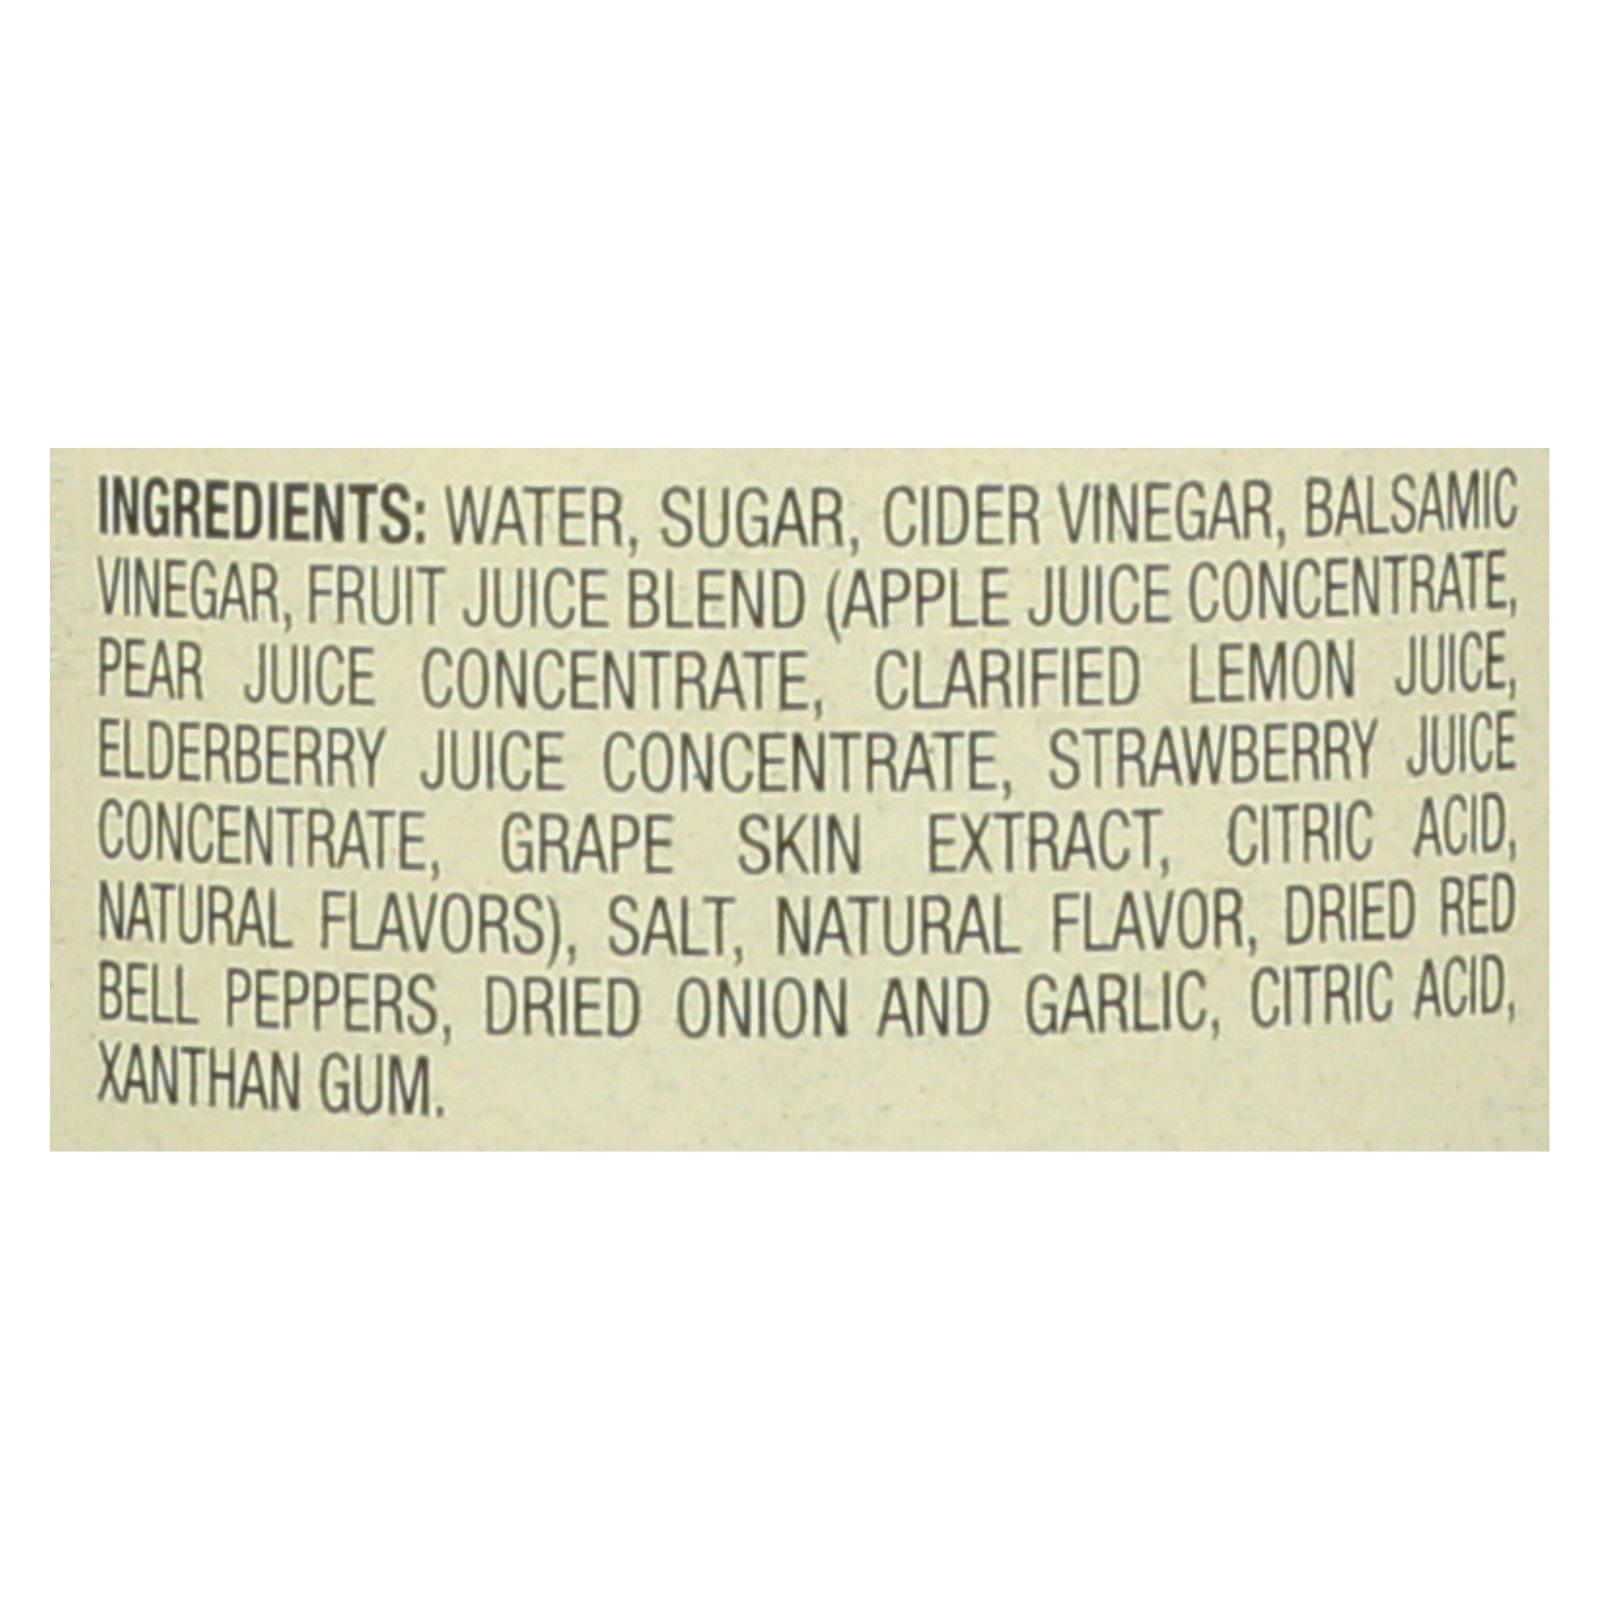 INGREDIENTS: WATER, SUGAR, CIDER VINEGAR, BALSAMIC
VINEGAR, FRUIT JUICE BLEND (APPLE JUICE CONCENTRATE,
PEAR JUICE CONCENTRATE, CLARIFIED LEMON JUICE,
ELDERBERRY JUICE CONCENTRATE, STRAWBERRY JUICE
CONCENTRATE, GRAPE SKIN EXTRACT, CITRIC ACID,
NATURAL FLAVORS), SALT, NATURAL FLAVOR, DRIED RED
BELL PEPPERS, DRIED ONION AND GARLIC, CITRIC ACID,
XANTHAN GUM.